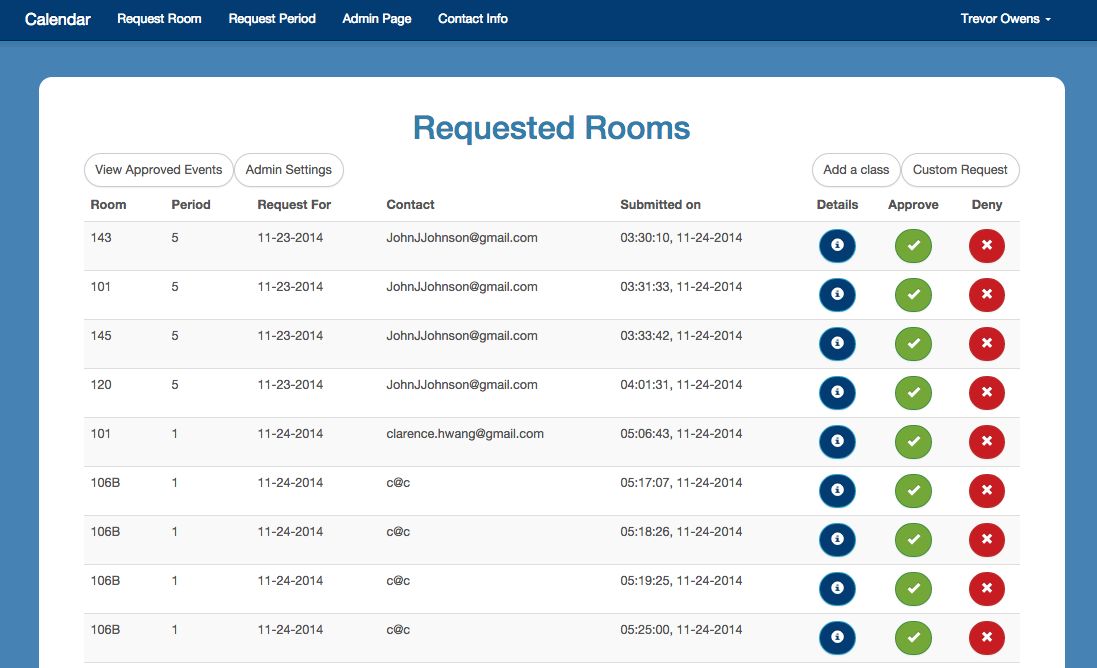 Calendar Request Room Request Period Admin Page Contact Info Trevor Owens
Requested Rooms
View Approved Events Admin Settings Add a class Custom Request
Room Period Request For Contact Submitted on Details Approve Deny
143 5 11-23-2014 JohnJJohnson@gmail.com 03:30:10, 11-24-2014
101 5 11-23-2014 JohnJJohnson@gmail.com 03:31:33, 11-24-2014
145 5 11-23-2014 JohnJJohnson@gmail.com 03:33:42, 11-24-2014
120 5 11-23-2014 JohnJJohnson@gmail.com 04:01:31, 11-24-2014
101 1 11-24-2014 clarence.hwang@gmail.com 05:06:43, 11-24-2014
106B 1 11-24-2014 c@c 05:17:07, 11-24-2014
106B 1 11-24-2014 c@c 05:18:26, 11-24-2014
106B 1 11-24-2014 c@c 05:19:25, 11-24-2014
106B 1 11-24-2014 c@c 05:25:00, 11-24-2014